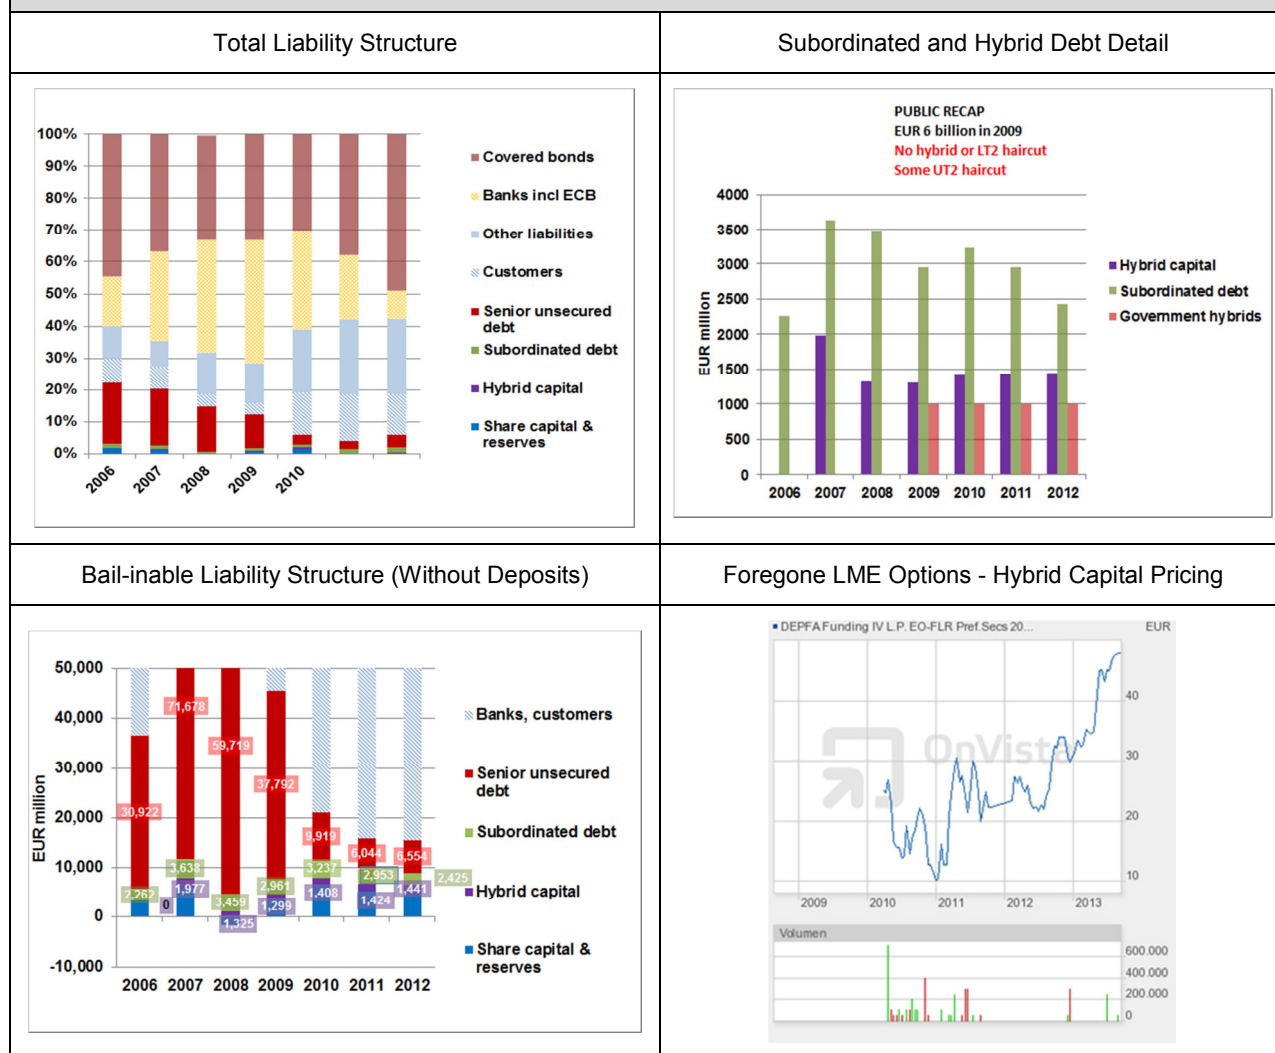 Total Liability Structure
Subordinated and Hybrid Debt Detail
100%
90%
80%
70%
60%
50%
40%
30%
20%
10%
0%
2006
2007
2008
2009
2010
Covered bonds
Banks incl ECB
Other liabilities
Customers
Senior unsecured
debt
Subordinated debt
Hybrid capital
Share capital &
reserves
PUBLIC RECAP
EUR 6 billion in 2009
No hybrid or LT2 haircut
Some UT2 haircut
EUR million
4000
3500
3000
2500
2000
1500
1000
500
0
2006 2007 2008 2009 2010 2011 2012
Hybrid capital
Subordinated debt
Government hybrids
Bail-inable Liability Structure (Without Deposits)
Foregone LME Options - Hybrid Capital Pricing
EUR million
50,000
40,000
30,000
20,000
10,000
0
-10,000
30,922
71,678
59,719
37,792
9,919
6,044
6,554
2,262
3,638
3,459
2,961
3,237
2,953
2,425
0
1,977
1,325
1,299
1,408
1,424
1,441
2006 2007 2008 2009 2010 2011 2012
Banks, customers
Senior unsecured
debt
Subordinated debt
Hybrid capital
Share capital &
reserves
DEPFA Funding IV L.P. EO-FLR Pref.Secs 20... EUR
OnVista
40
30
20
10
2009 2010 2011 2012 2013
Volumen
600.000
400.000
200.000
0